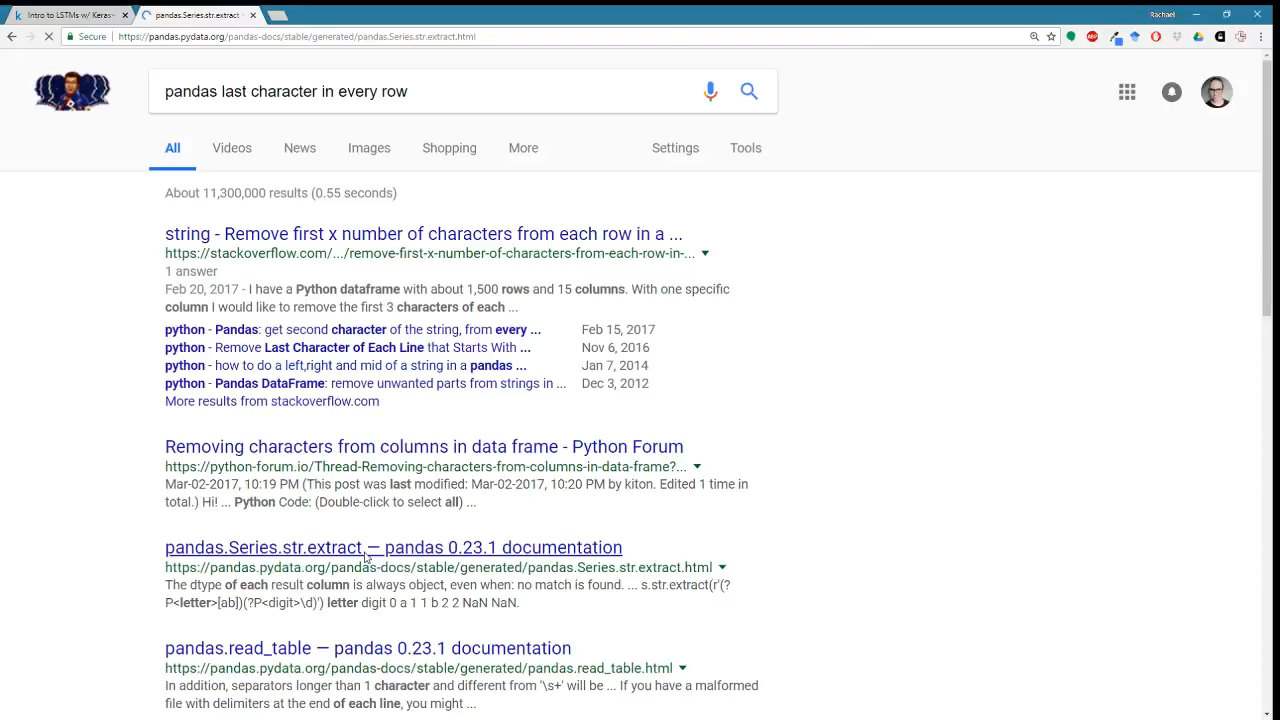 Intro to LSTMs w/ Keras-
pandas.Series.str.extract -
Rachael
Secure
https://pandas.pydata.org/pandas-docs/stable/generated/pandas.Series.str.extract.html
pandas last character in every row
All
Videos
News
Images
Shopping
More
Settings
Tools
About 11,300,000 results (0.55 seconds)
string - Remove first x number of characters from each row in a ...
https://stackoverflow.com/.../remove-first-x-number-of-characters-from-each-row-in-...
1 answer
Feb 20, 2017 - I have a Python dataframe with about 1,500 rows and 15 columns. With one specific
column I would like to remove the first 3 characters of each ...
python - Pandas: get second character of the string, from every ... Feb 15, 2017
python - Remove Last Character of Each Line that Starts With ... Nov 6, 2016
python - how to do a left,right and mid of a string in a pandas ... Jan 7, 2014
python - Pandas DataFrame: remove unwanted parts from strings in ... Dec 3, 2012
More results from stackoverflow.com
Removing characters from columns in data frame - Python Forum
https://python-forum.io/Thread-Removing-characters-from-columns-in-data-frame?...
Mar-02-2017, 10:19 PM (This post was last modified: Mar-02-2017, 10:20 PM by kiton. Edited 1 time in
total.) Hi! ... Python Code: (Double-click to select all) ...
pandas.Series.str.extract — pandas 0.23.1 documentation
https://pandas.pydata.org/pandas-docs/stable/generated/pandas.Series.str.extract.html
The dtype of each result column is always object, even when: no match is found. ... s.str.extract(r'(?
P<letter>[ab])(?P<digit>\d)') letter digit 0 a 1 1 b 2 2 NaN NaN.
pandas.read_table — pandas 0.23.1 documentation
https://pandas.pydata.org/pandas-docs/stable/generated/pandas.read_table.html
In addition, separators longer than 1 character and different from '\s+' will be ... If you have a malformed
file with delimiters at the end of each line, you might ...